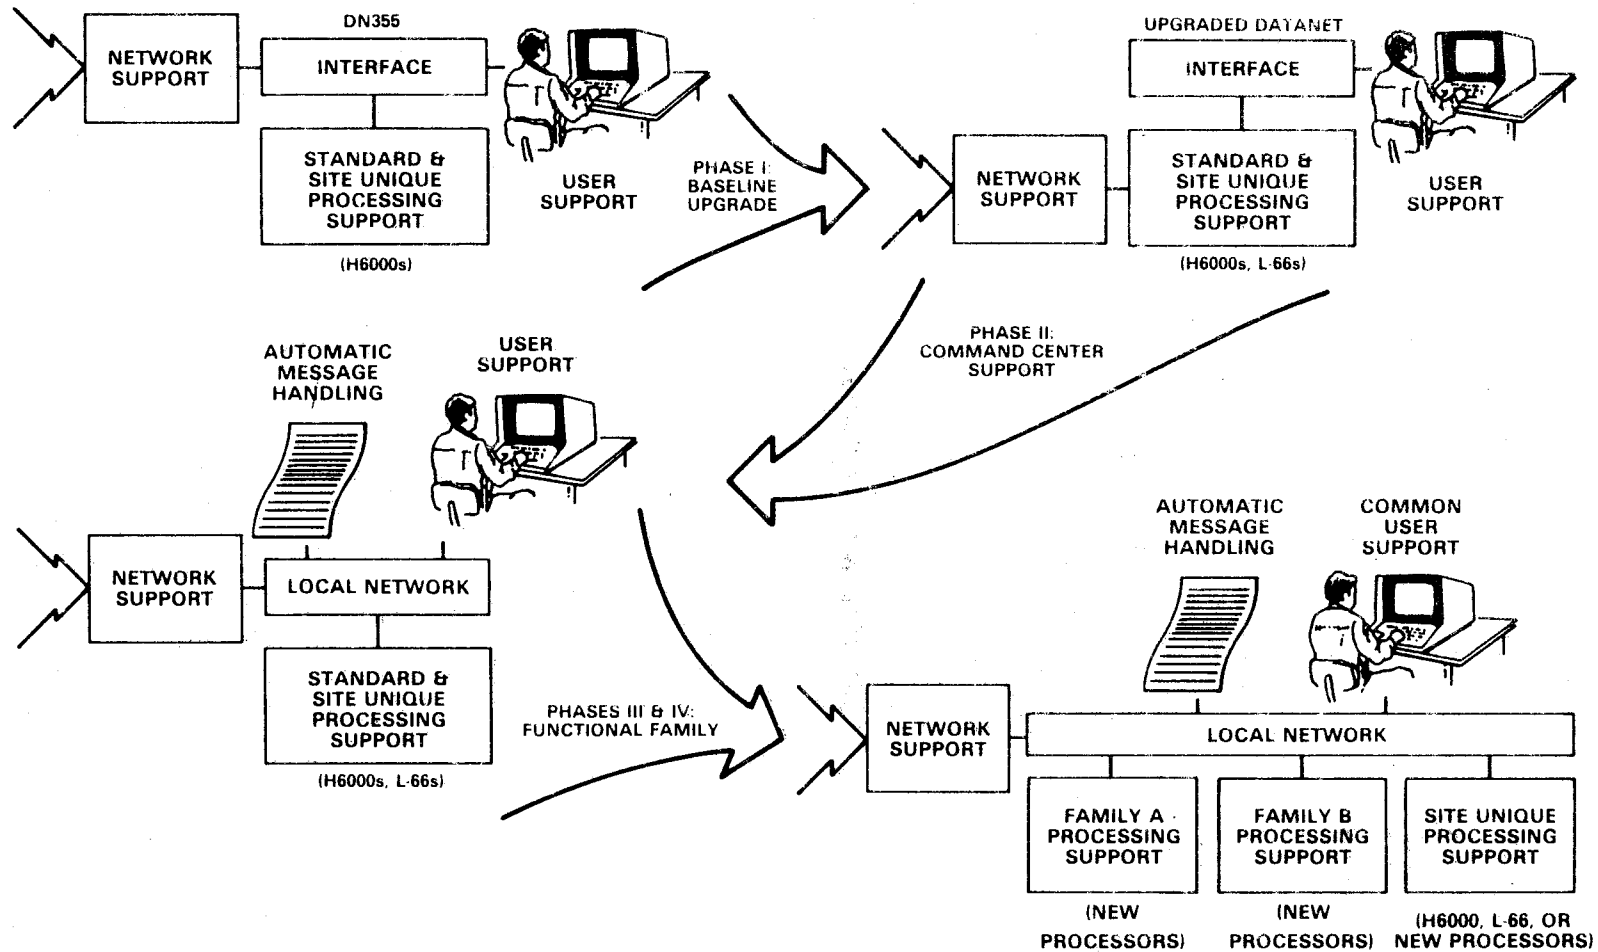 DN355
NETWORK
SUPPORT
INTERFACE
STANDARD &
SITE UNIQUE
PROCESSING
SUPPORT
(H6000s)
USER
SUPPORT
PHASE I:
BASELINE
UPGRADE
UPGRADED DATANET
INTERFACE
NETWORK
SUPPORT
STANDARD &
SITE UNIQUE
PROCESSING
SUPPORT
(H6000s, L-66s)
USER
SUPPORT
PHASE II:
COMMAND CENTER
SUPPORT
AUTOMATIC
MESSAGE
HANDLING
USER
SUPPORT
NETWORK
SUPPORT
LOCAL NETWORK
STANDARD &
SITE UNIQUE
PROCESSING
SUPPORT
(H6000s, L-66s)
PHASES III & IV:
FUNCTIONAL FAMILY
AUTOMATIC
MESSAGE
HANDLING
COMMON
USER
SUPPORT
NETWORK
SUPPORT
LOCAL NETWORK
FAMILY A
PROCESSING
SUPPORT
(NEW
PROCESSORS)
FAMILY B
PROCESSING
SUPPORT
(NEW
PROCESSORS)
SITE UNIQUE
PROCESSING
SUPPORT
(H6000, L-66, OR
NEW PROCESSORS)